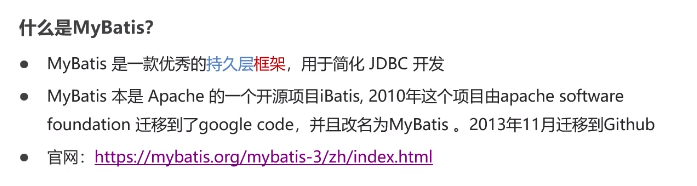 什么是MyBatis?
● MyBatis 是一款优秀的持久层框架，用于简化 JDBC 开发
● MyBatis 本是 Apache 的一个开源项目iBatis, 2010年这个项目由apache software
foundation 迁移到了google code，并且改名为MyBatis 。2013年11月迁移到Github
● 官网：https://mybatis.org/mybatis-3/zh/index.html